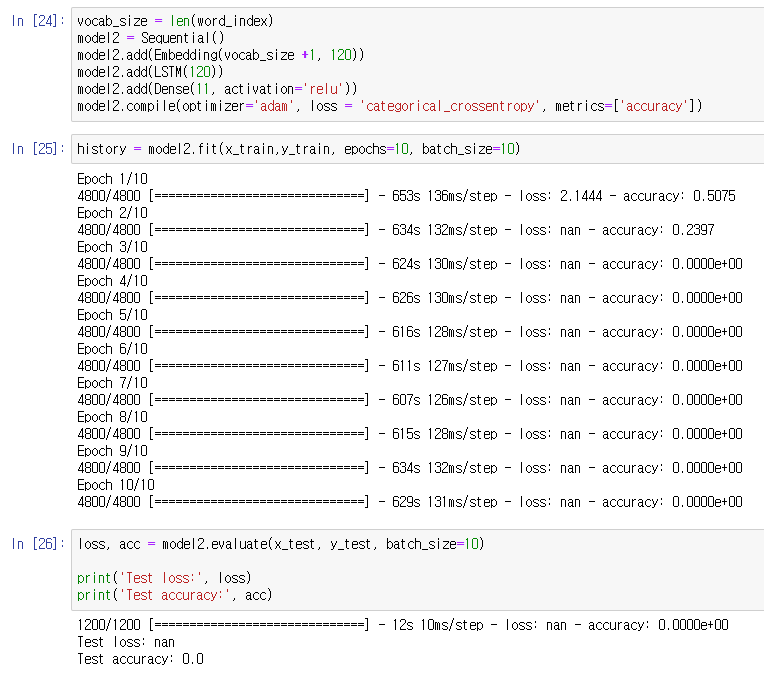 In [24]: vocab_size = len(word_index)
model2 = Sequential()
model2.add(Embedding(vocab_size +1, 120))
model2.add(LSTM(120))
model2.add(Dense(11, activation='relu'))
model2.compile(optimizer='adam', loss = 'categorical_crossentropy', metrics=['accuracy'])
In [25]: history = model2.fit(x_train,y_train, epochs=10, batch_size=10)
Epoch 1/10
4800/4800 [==============================] - 653s 136ms/step - loss: 2.1444 - accuracy: 0.5075
Epoch 2/10
4800/4800 [==============================] - 634s 132ms/step - loss: nan - accuracy: 0.2397
Epoch 3/10
4800/4800 [==============================] - 624s 130ms/step - loss: nan - accuracy: 0.0000e+00
Epoch 4/10
4800/4800 [==============================] - 626s 130ms/step - loss: nan - accuracy: 0.0000e+00
Epoch 5/10
4800/4800 [==============================] - 616s 128ms/step - loss: nan - accuracy: 0.0000e+00
Epoch 6/10
4800/4800 [==============================] - 611s 127ms/step - loss: nan - accuracy: 0.0000e+00
Epoch 7/10
4800/4800 [==============================] - 607s 126ms/step - loss: nan - accuracy: 0.0000e+00
Epoch 8/10
4800/4800 [==============================] - 615s 128ms/step - loss: nan - accuracy: 0.0000e+00
Epoch 9/10
4800/4800 [==============================] - 634s 132ms/step - loss: nan - accuracy: 0.0000e+00
Epoch 10/10
4800/4800 [==============================] - 629s 131ms/step - loss: nan - accuracy: 0.0000e+00
In [26]: loss, acc = model2.evaluate(x_test, y_test, batch_size=10)
print('Test loss:', loss)
print('Test accuracy:', acc)
1200/1200 [==============================] - 12s 10ms/step - loss: nan - accuracy: 0.0000e+00
Test loss: nan
Test accuracy: 0.0